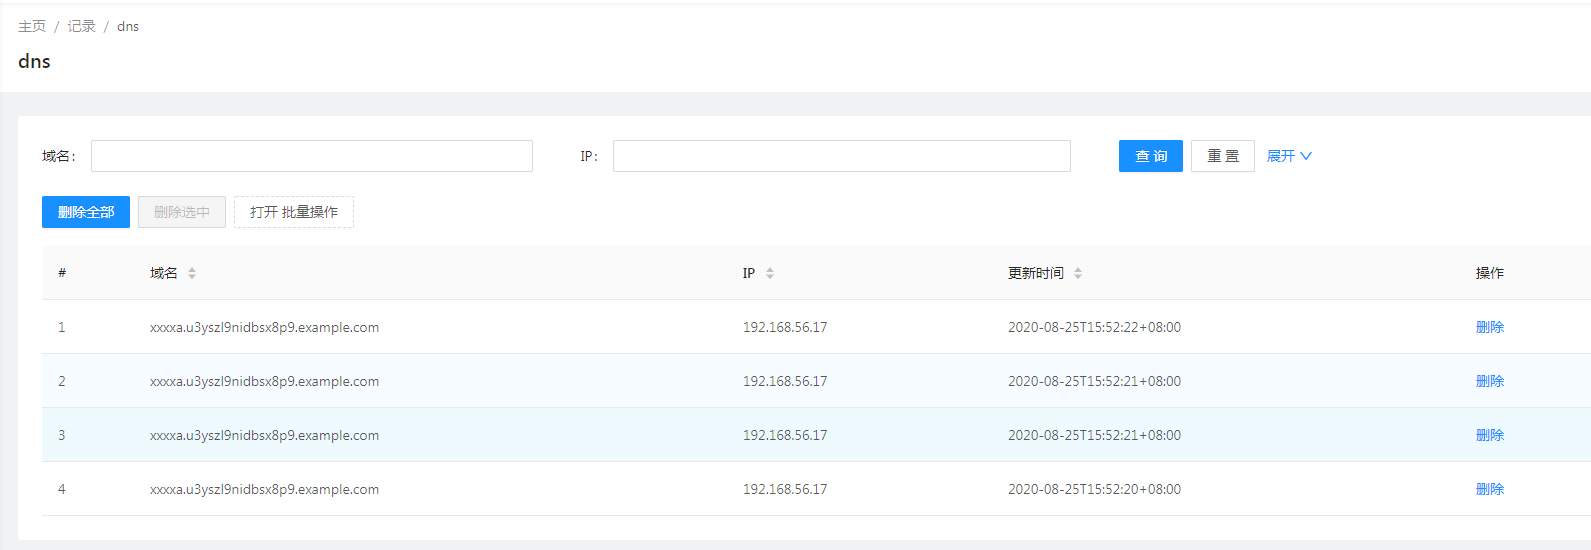 主页 / 记录 / dns
dns
域名: IP: 查 询 重 置 展开
删除全部 删除选中 打开 批量操作
# 域名 IP 更新时间 操作
1 xxxxa.u3yszl9nidbsx8p9.example.com 192.168.56.17 2020-08-25T15:52:22+08:00 删除
2 xxxxa.u3yszl9nidbsx8p9.example.com 192.168.56.17 2020-08-25T15:52:21+08:00 删除
3 xxxxa.u3yszl9nidbsx8p9.example.com 192.168.56.17 2020-08-25T15:52:21+08:00 删除
4 xxxxa.u3yszl9nidbsx8p9.example.com 192.168.56.17 2020-08-25T15:52:20+08:00 删除